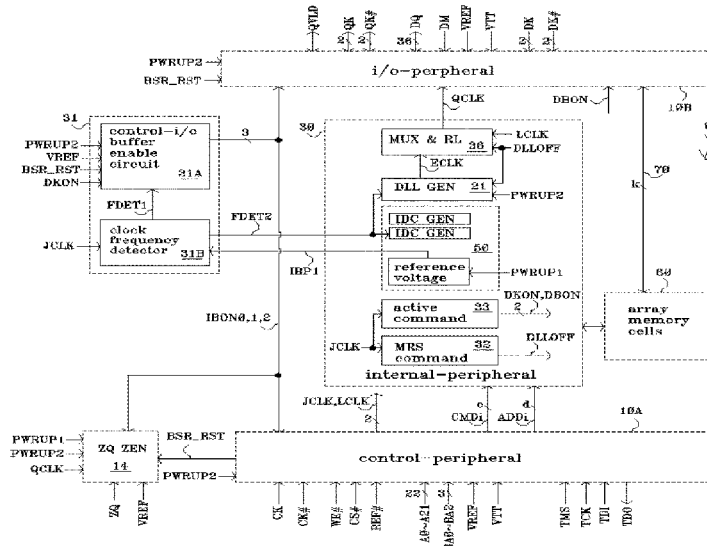 QVLD QK QK# DQ DM VREF VTT DK DK#
2 2 36 2 2
PWRUP2
BSR_RST
i/o-perpheral
QCLK
DBON
10B
31
control-i/o
buffer
enable
circuit
31A
3
PWRUP2
VREF
BSR_RST
DKON
FDET1
30
MUX & RL
36
LCLK
DLLOFF
ECLK
DLL GEN 21
PWRUP2
70
k
JCLK
clock
frequency
detector
31B
FDET2
IBP1
IDC GEN
IDC GEN
50
reference
voltage
PWRUP1
60
array
memory
cells
IBON0,1,2
active
command 33
DKON,DBON
2
JCLK
MRS
command 32
DLLOFF
internal-peripheral
JCLK,LCLK
2
c
CMDi
d
ADDi
10A
PWRUP1
PWRUP2
QCLK
ZQ ZEN
14
BSR_RST
PWRUP2
control-peripheral
ZQ VREF
CK CK# WE# CS# REF# A0~A21 BA0~BA2 VREF VTT TMS TCK TDI TDO
22 3